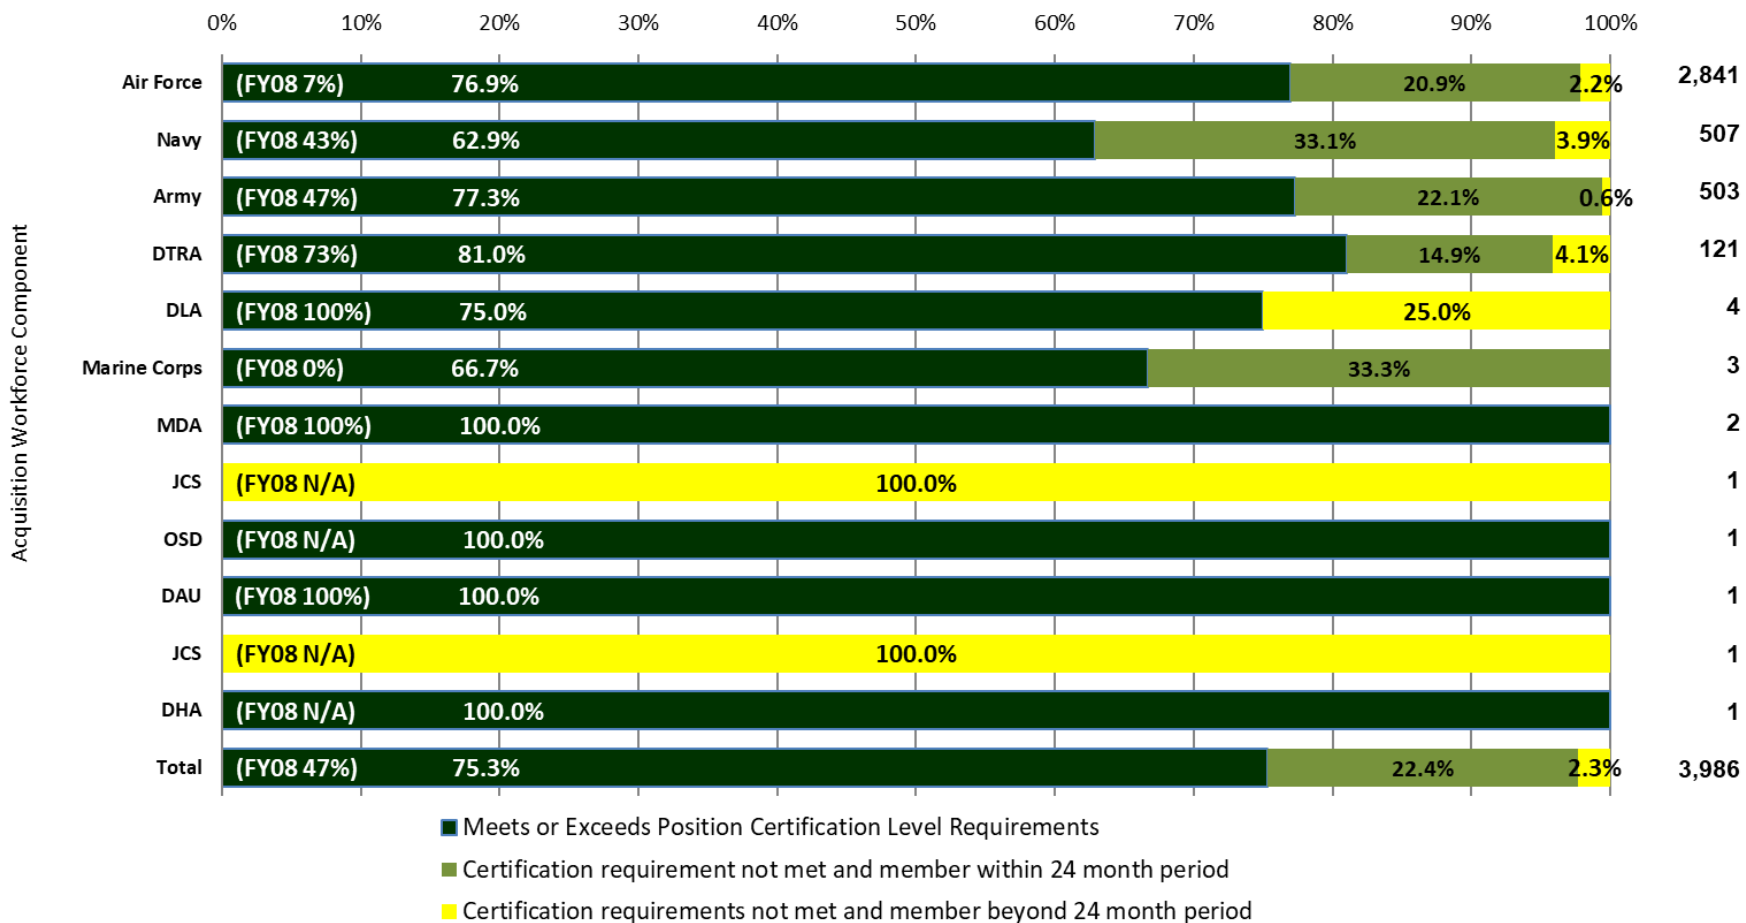 0% 10% 20% 30% 40% 50% 60% 70% 80% 90% 100%
Acquisition Workforce Component
Air Force (FY08 7%) 76.9% 20.9% 2.2% 2,841
Navy (FY08 43%) 62.9% 33.1% 3.9% 507
Army (FY08 47%) 77.3% 22.1% 0.6% 503
DTRA (FY08 73%) 81.0% 14.9% 4.1% 121
DLA (FY08 100%) 75.0% 25.0% 4
Marine Corps (FY08 0%) 66.7% 33.3% 3
MDA (FY08 100%) 100.0% 2
JCS (FY08 N/A) 100.0% 1
OSD (FY08 N/A) 100.0% 1
DAU (FY08 100%) 100.0% 1
JCS (FY08 N/A) 100.0% 1
DHA (FY08 N/A) 100.0% 1
Total (FY08 47%) 75.3% 22.4% 2.3% 3,986
Meets or Exceeds Position Certification Level Requirements
Certification requirement not met and member within 24 month period
Certification requirements not met and member beyond 24 month period